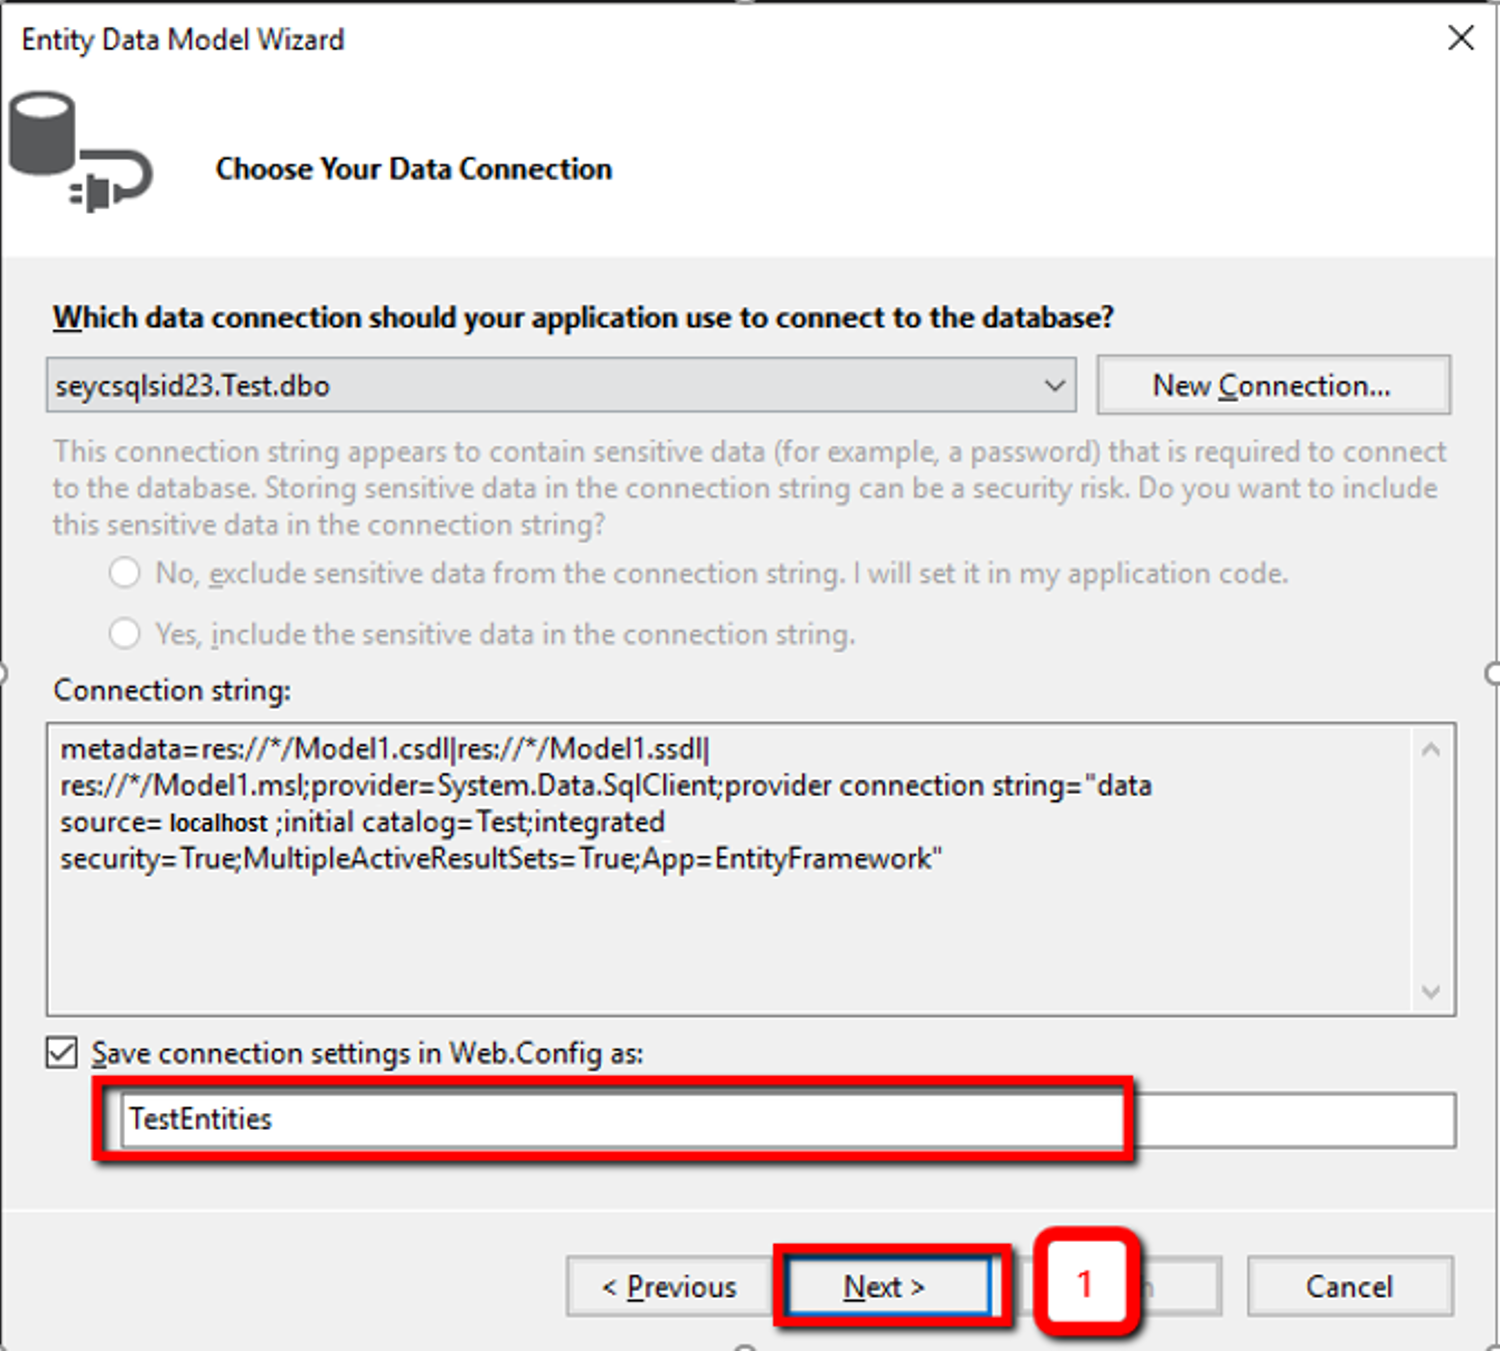 Entity Data Model Wizard
Choose Your Data Connection
Which data connection should your application use to connect to the database?
seycsqlsid23.Test.dbo
New Connection...
This connection string appears to contain sensitive data (for example, a password) that is required to connect
to the database. Storing sensitive data in the connection string can be a security risk. Do you want to include
this sensitive data in the connection string?
No, exclude sensitive data from the connection string. I will set it in my application code.
Yes, include the sensitive data in the connection string.
Connection string:
metadata=res://*/Model1.csdl|res://*/Model1.ssdl|
res://*/Model1.msl;provider=System.Data.SqlClient;provider connection string="data
source= localhost ;initial catalog=Test;integrated
security=True;MultipleActiveResultSets=True;App=EntityFramework"
Save connection settings in Web.Config as:
TestEntities
< Previous
Next >
1
Cancel